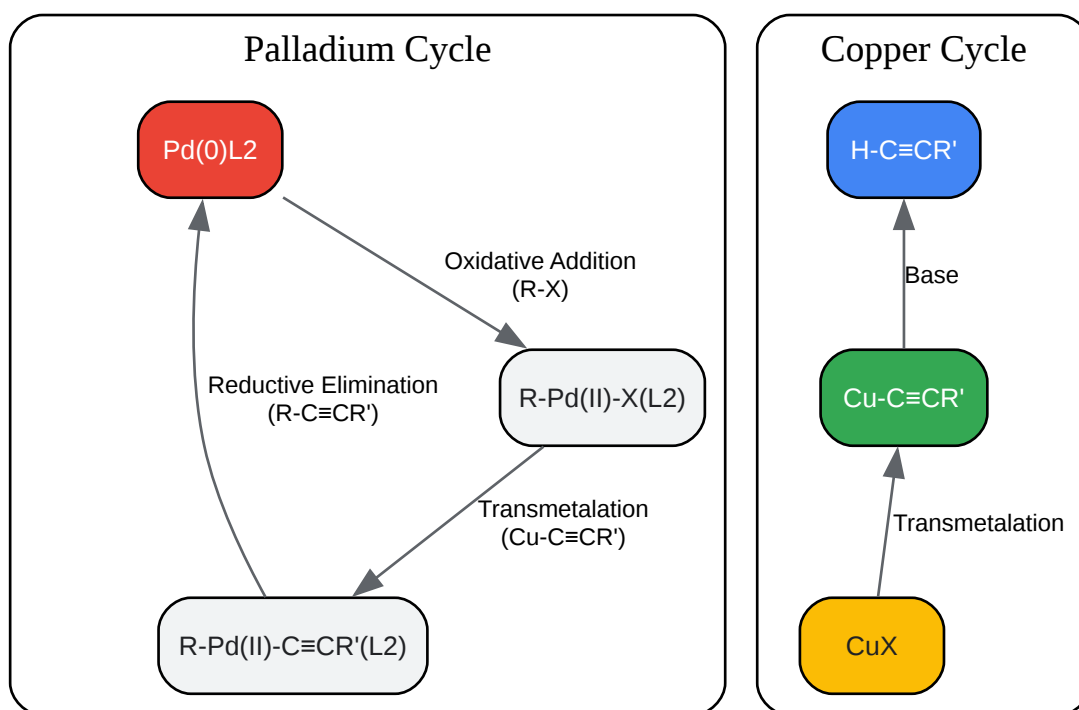 Palladium Cycle
Pd(0)L2
Oxidative Addition
(R-X)
Reductive Elimination
(R-C≡CR')
R-Pd(II)-X(L2)
Transmetalation
(Cu-C≡CR')
R-Pd(II)-C≡CR'(L2)
Copper Cycle
H-C≡CR'
Base
Cu-C≡CR'
Transmetalation
CuX